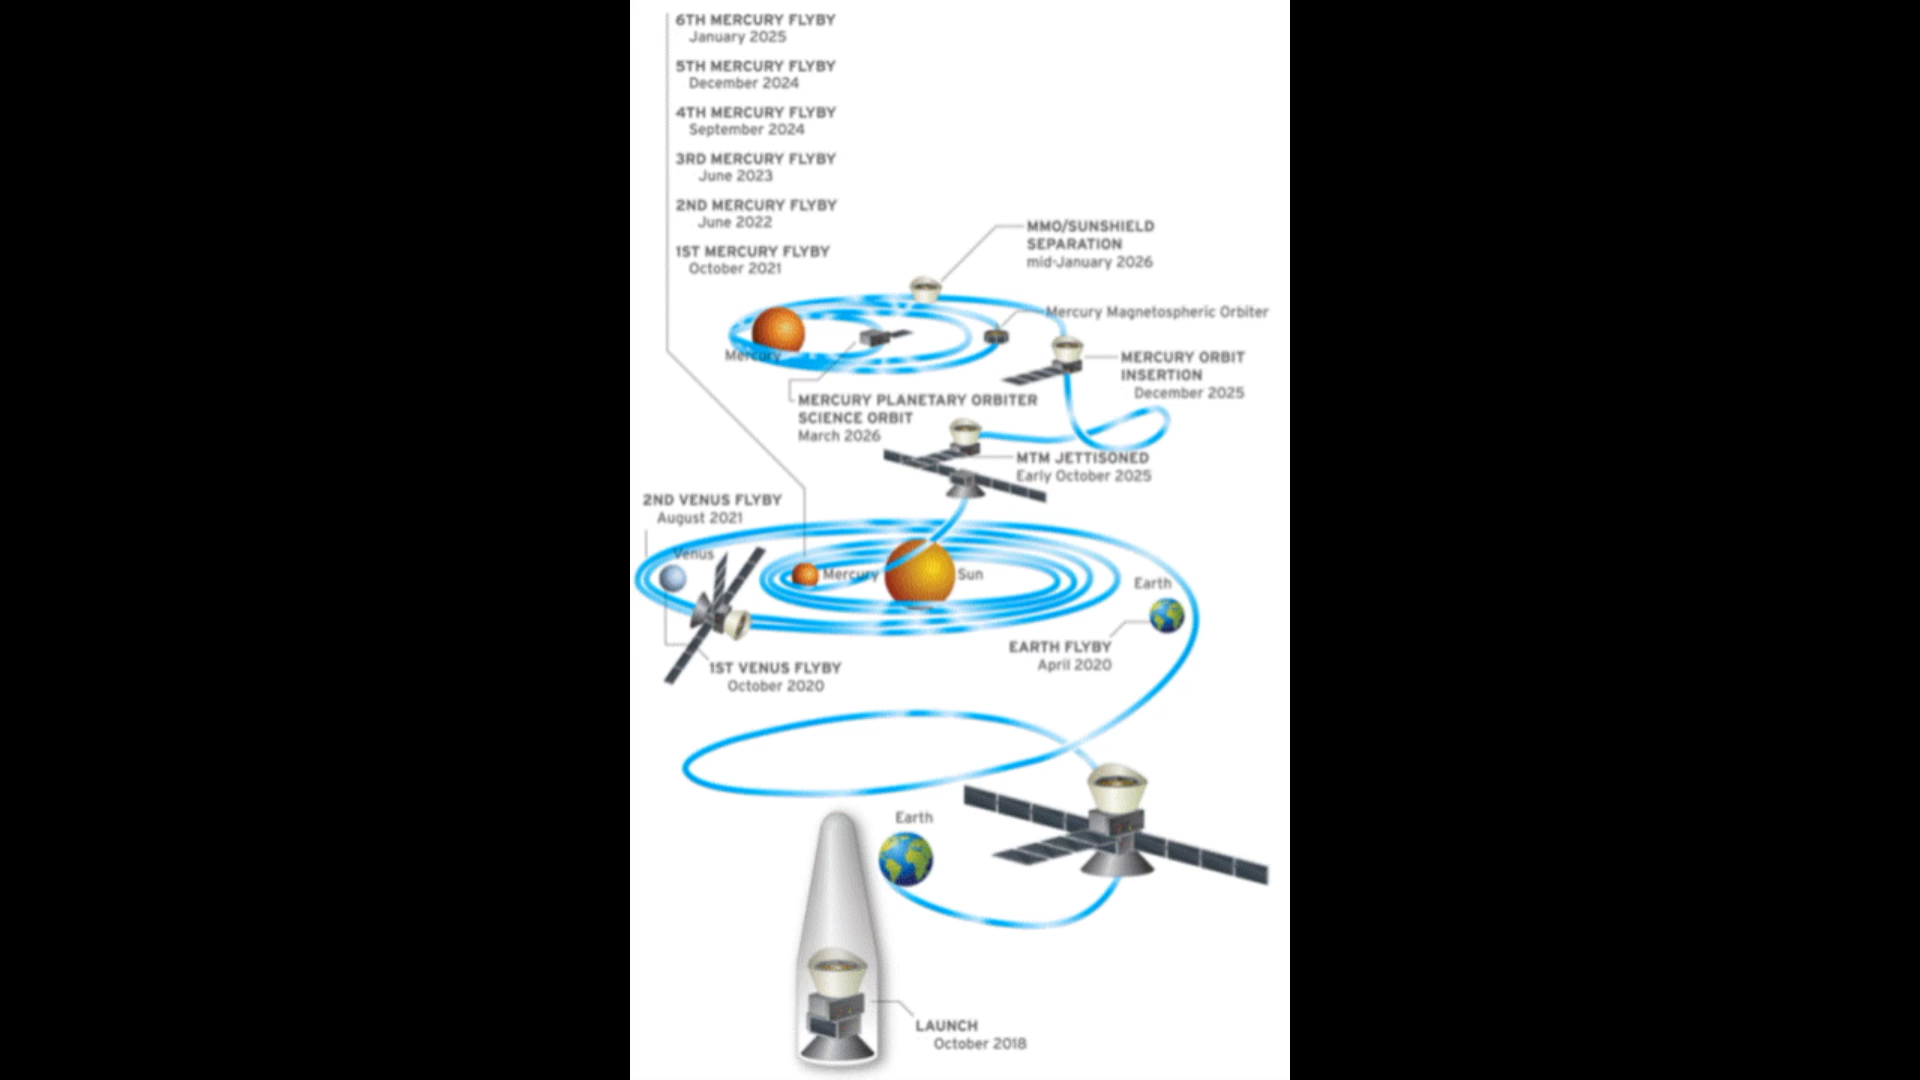 6TH MERCURY FLYBY
January 2025
5TH MERCURY FLYBY
December 2024
4TH MERCURY FLYBY
September 2024
3RD MERCURY FLYBY
June 2023
2ND MERCURY FLYBY
June 2022
1ST MERCURY FLYBY
October 2021
MMO/SUNSHIELD
SEPARATION
mid-January 2026
Mercury Magnetospheric Orbiter
Mercury
MERCURY ORBIT
INSERTION
December 2025
MERCURY PLANETARY ORBITER
SCIENCE ORBIT
March 2026
MTM JETTISONED
Early October 2025
2ND VENUS FLYBY
August 2021
Venus
Mercury
Sun
Earth
EARTH FLYBY
April 2020
1ST VENUS FLYBY
October 2020
Earth
LAUNCH
October 2018